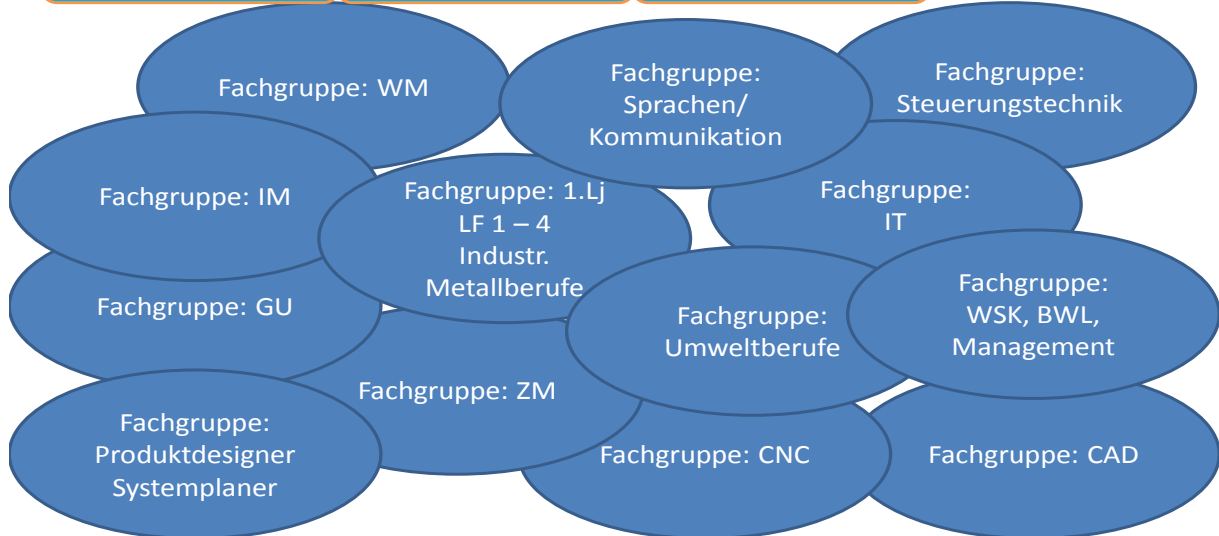 Fachgruppe: WM
Fachgruppe:
Sprachen/
Kommunikation
Fachgruppe:
Steuerungstechnik
Fachgruppe: IM
Fachgruppe: 1.Lj
LF 1 – 4
Industr.
Metallberufe
Fachgruppe:
IT
Fachgruppe: GU
Fachgruppe:
Umweltberufe
Fachgruppe:
WSK, BWL,
Management
Fachgruppe: ZM
Fachgruppe:
Produktdesigner
Systemplaner
Fachgruppe: CNC
Fachgruppe: CAD